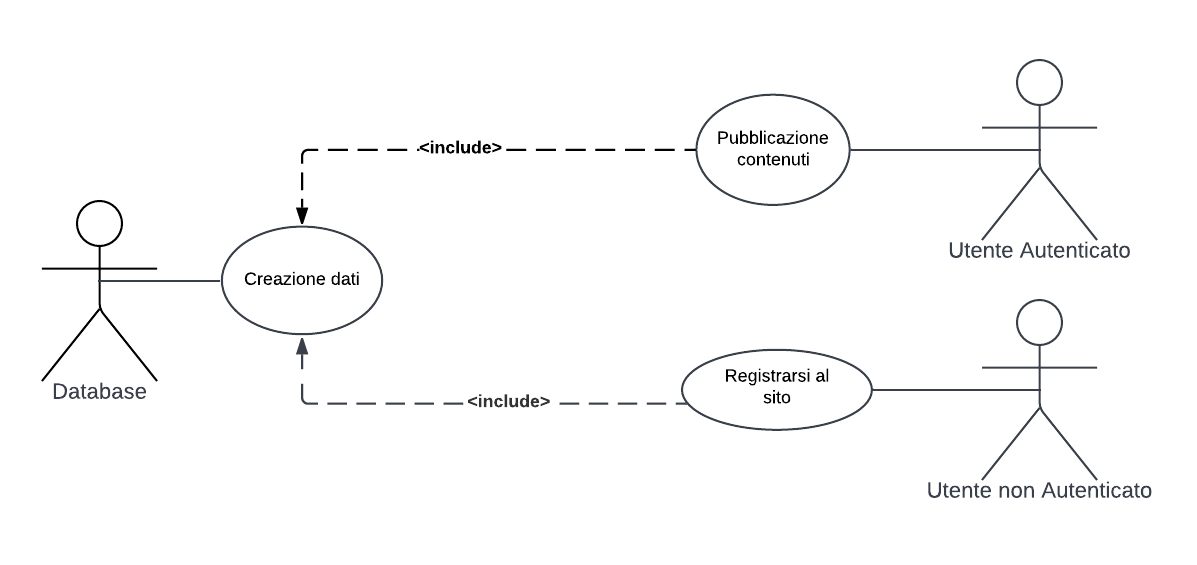 Pubblicazione
contenuti
<include>
Utente Autenticato
Creazione dati
Database
Registrarsi al
sito
<include>
Utente non Autenticato